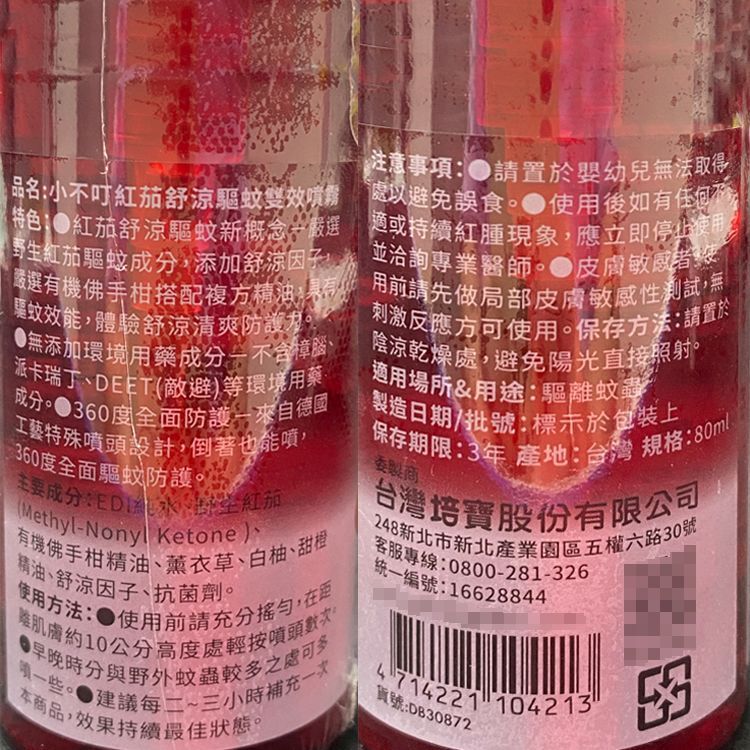 品名:小不叮紅茄舒涼驅蚊雙效噴霧
特色:●紅茄舒涼驅蚊新概念—嚴選
野生紅茄驅蚊成分,添加舒涼因子,
嚴選有機佛手柑搭配複方精油,具有
驅蚊效能,體驗舒涼清爽防護力。
●無添加環境用藥成分—不含樟腦、
派卡瑞丁、DEET(敵避)等環境用藥
成分。●360度全面防護—來自德國
工藝特殊噴頭設計,倒著也能噴,
360度全面驅蚊防護。
主要成分:EDI純水、野生紅茄
(Methyl-Nonyl Ketone)、
有機佛手柑精油、薰衣草、白柚、甜橙
精油、舒涼因子、抗菌劑。
使用方法:●使用前請充分搖勻,在距
離肌膚約10公分高度處輕按噴頭數次。
●早晚時分與野外蚊蟲較多之處可多
噴一些。●建議每二~三小時補充一次
本商品,效果持續最佳狀態。
注意事項:●請置於嬰幼兒無法取得
處以避免誤食。●使用後如有任何不
適或持續紅腫現象,應立即停止使用
並洽詢專業醫師。●皮膚敏感者,使
用前請先做局部皮膚敏感性測試,無
刺激反應方可使用。保存方法:請置於
陰涼乾燥處,避免陽光直接照射。
適用場所&用途:驅離蚊蟲
製造日期/批號:標示於包裝上
保存期限:3年 產地:台灣 規格:80ml
委製商
台灣培寶股份有限公司
248新北市新北產業園區五權六路30號
客服專線:0800-281-326
統一編號:16628844
4 714221 104213
貨號:DB30872